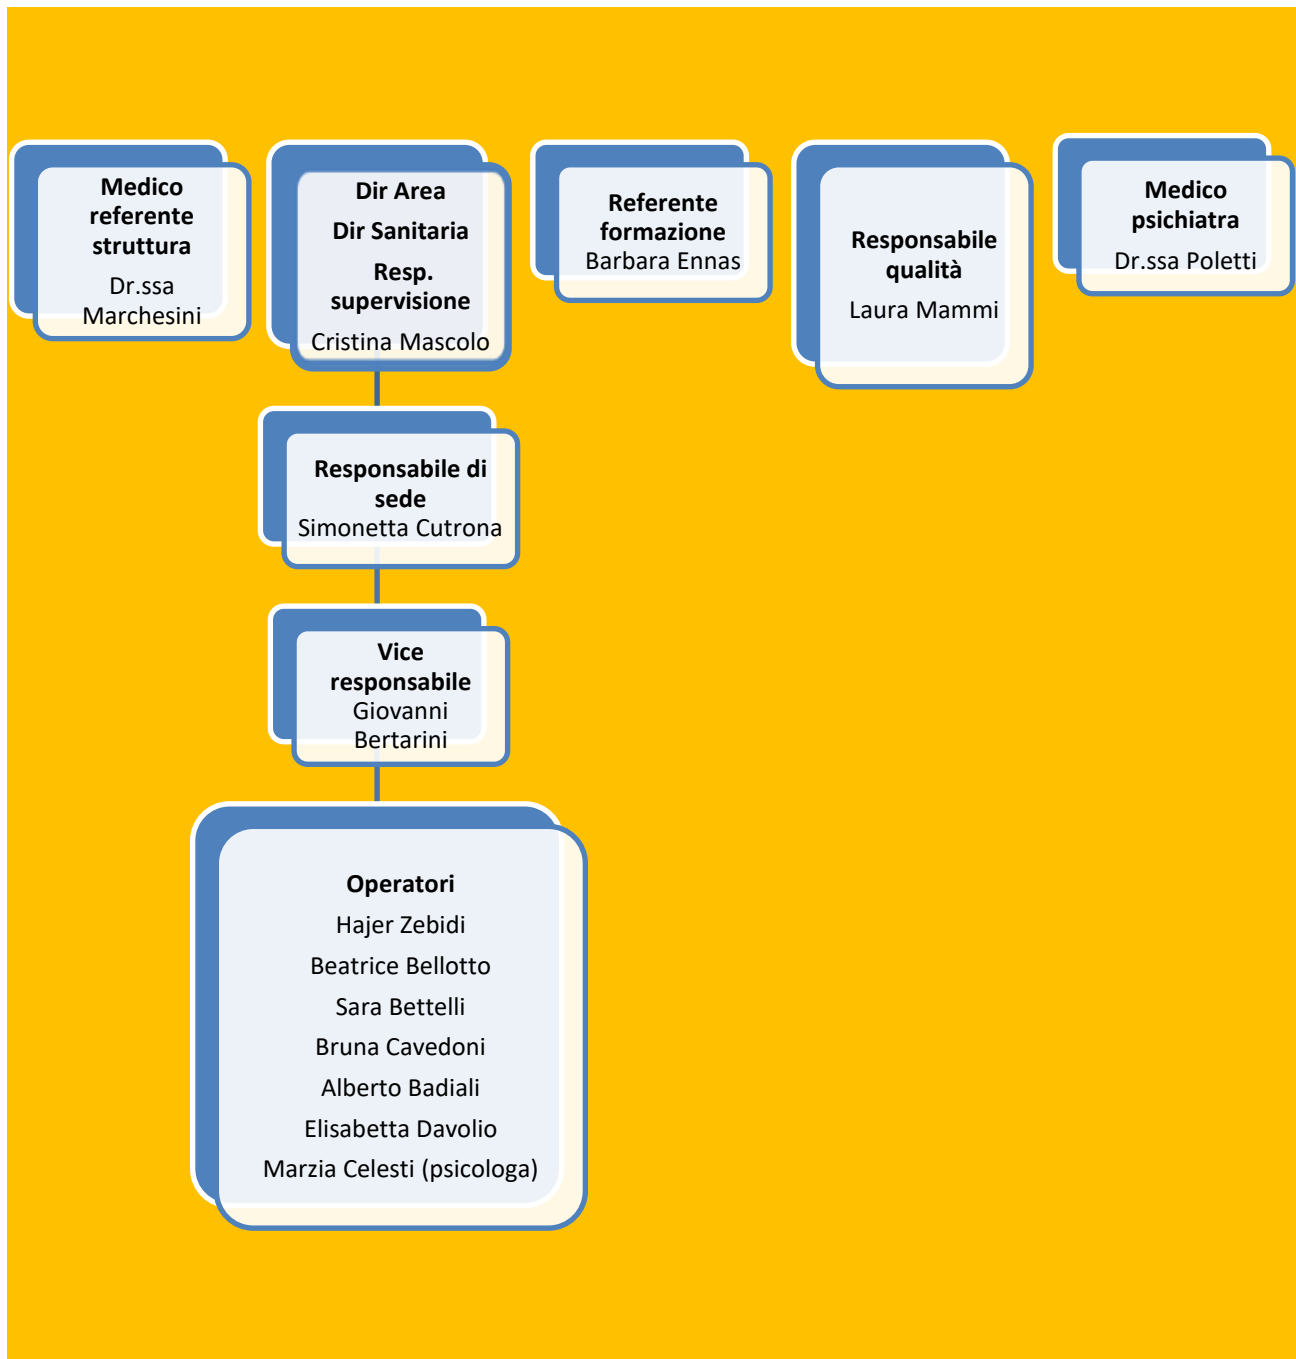 Medico
referente
struttura
Dr.ssa
Marchesini
Dir Area
Dir Sanitaria
Resp.
supervisione
Cristina Mascolo
Referente
formazione
Barbara Ennas
Responsabile
qualità
Laura Mammi
Medico
psichiatra
Dr.ssa Poletti
Responsabile di
sede
Simonetta Cutrona
Vice
responsabile
Giovanni
Bertarini
Operatori
Hajer Zebidi
Beatrice Bellotto
Sara Bettelli
Bruna Cavedoni
Alberto Badiali
Elisabetta Davolio
Marzia Celesti (psicologa)